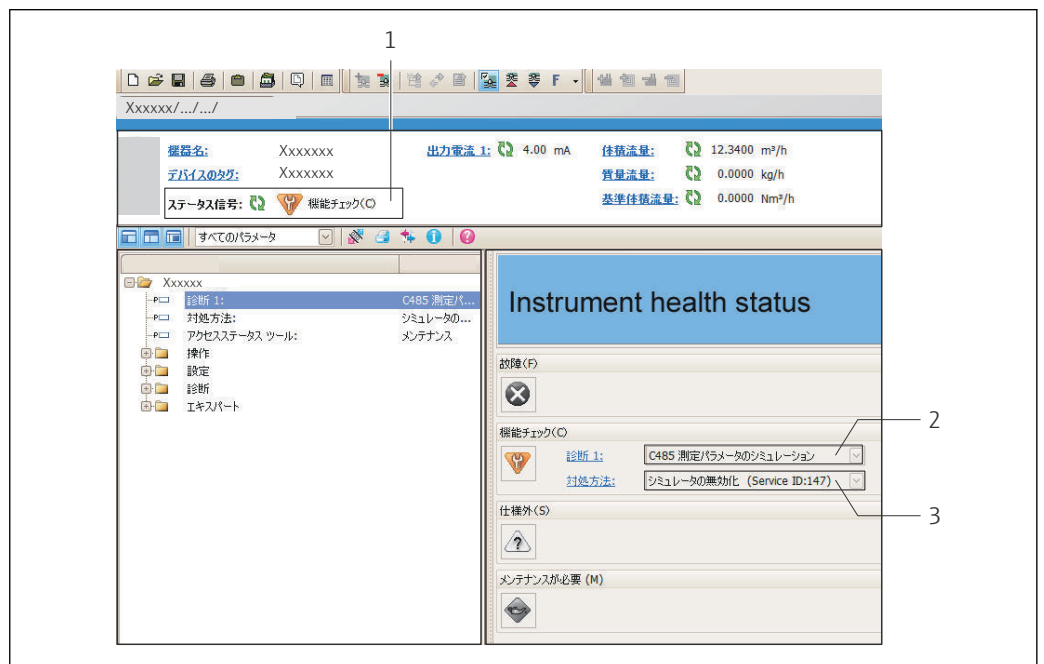 1
F
Xxxxxx/.../.../
機器名: Xxxxxxx 出力電流 1: 4.00 mA 体積流量: 12.3400 m³/h
デバイスのタグ: Xxxxxxx 質量流量: 0.0000 kg/h
ステータス信号: 機能チェック(C) 基準体積流量: 0.0000 Nm³/h
すべてのパラメータ
Xxxxxx
診断 1: C485 測定パ...
対処方法: シミュレータの...
アクセスステータス ツール: メンテナンス
操作
設定
診断
エキスパート
Instrument health status
故障(F)
機能チェック(C)
診断 1: C485 測定パラメータのシミュレーション
2
対処方法: シミュレータの無効化 (Service ID:147)
3
仕様外(S)
メンテナンスが必要 (M)